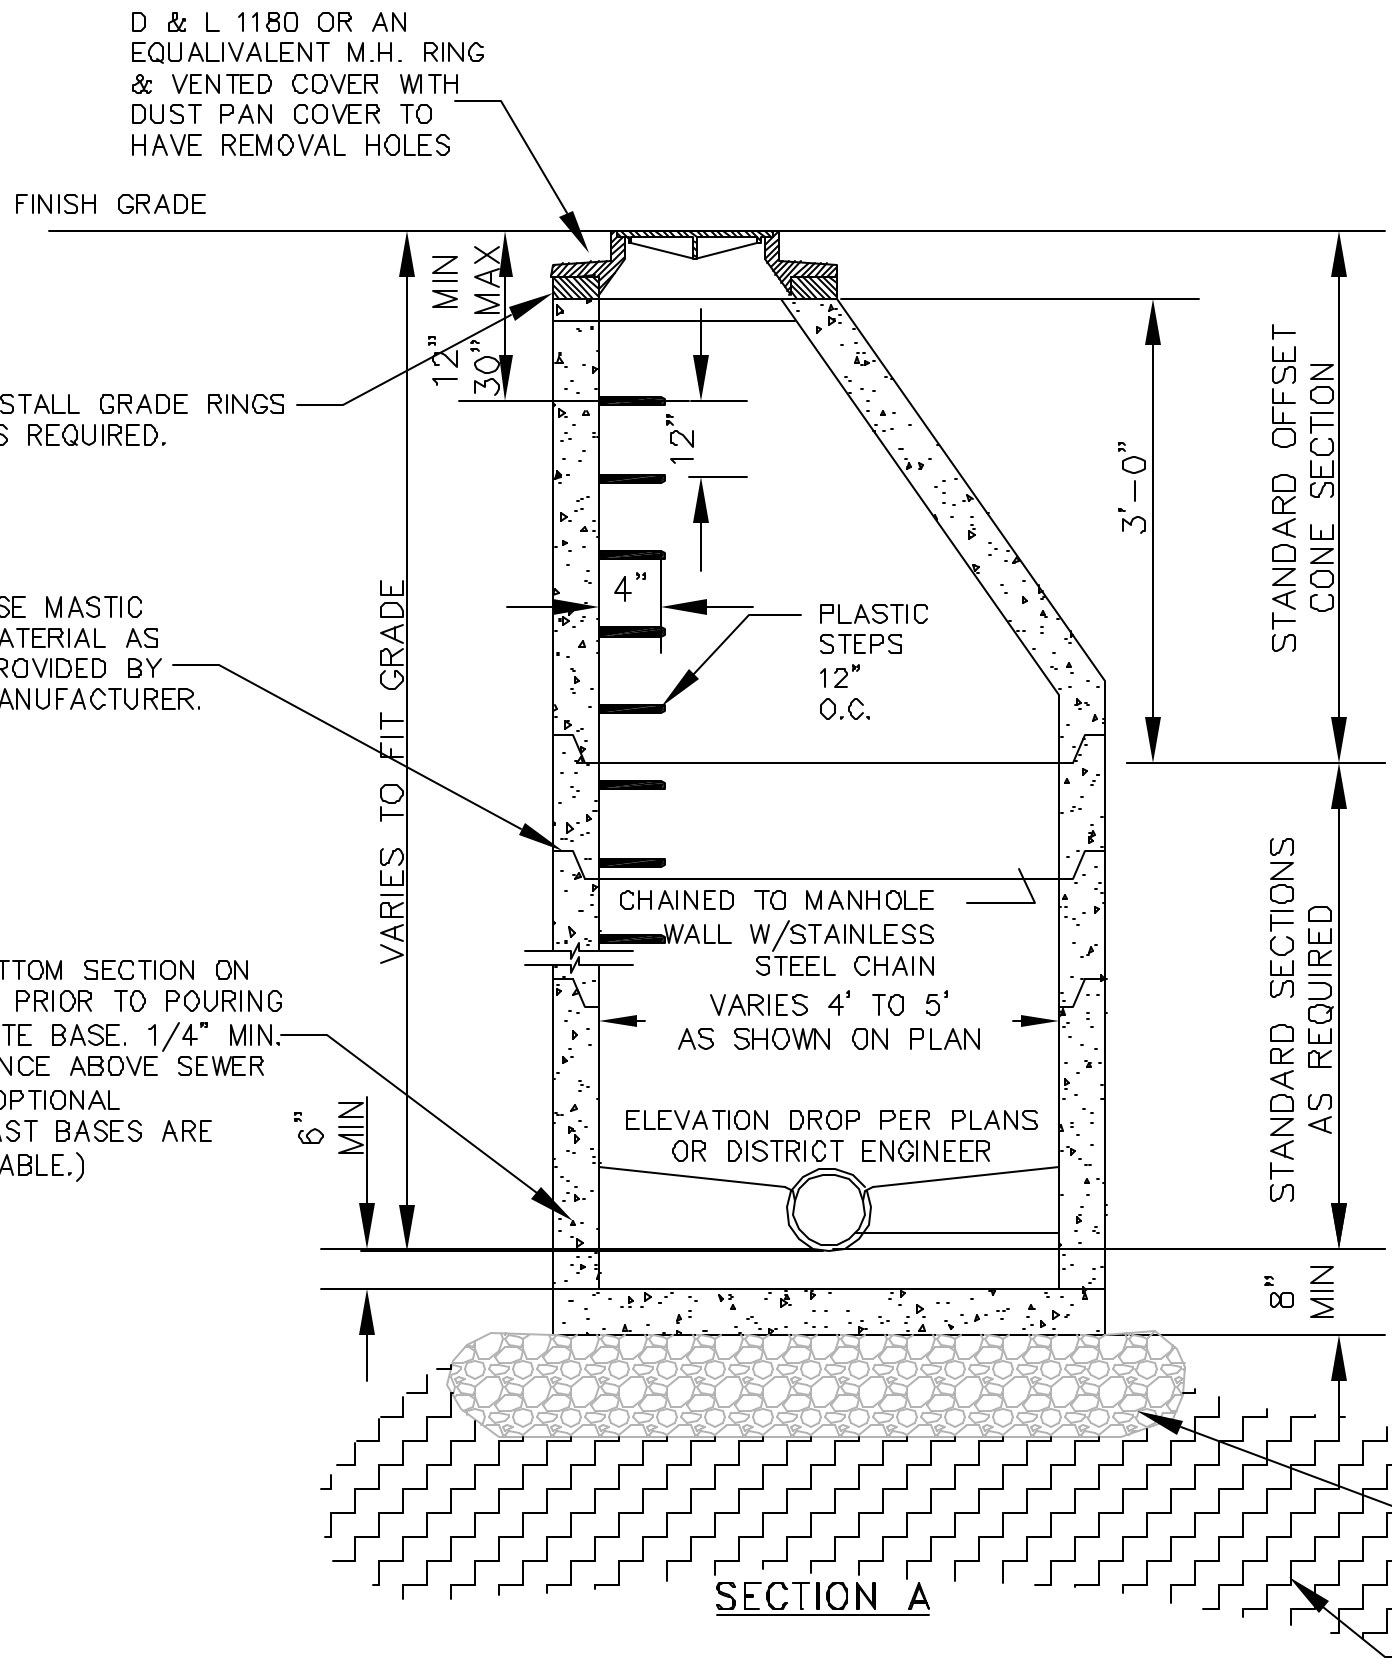 D & L 1180 OR AN
EQUALIVALENT M.H. RING
& VENTED COVER WITH
DUST PAN COVER TO
HAVE REMOVAL HOLES
FINISH GRADE
12" MIN
30" MAX
STALL GRADE RINGS
S REQUIRED.
12"
3'-0"
STANDARD OFFSET
CONE SECTION
4"
PLASTIC
STEPS
12"
O.C.
SE MASTIC
ATERIAL AS
ROVIDED BY
ANUFACTURER.
VARIES TO FIT GRADE
CHAINED TO MANHOLE
WALL W/STAINLESS
STEEL CHAIN
VARIES 4' TO 5'
AS SHOWN ON PLAN
STANDARD SECTIONS
AS REQUIRED
TTOM SECTION ON
PRIOR TO POURING
TE BASE. 1/4" MIN.
NCE ABOVE SEWER
OPTIONAL
AST BASES ARE
TABLE.)
6"
MIN
ELEVATION DROP PER PLANS
OR DISTRICT ENGINEER
8"
MIN
SECTION A